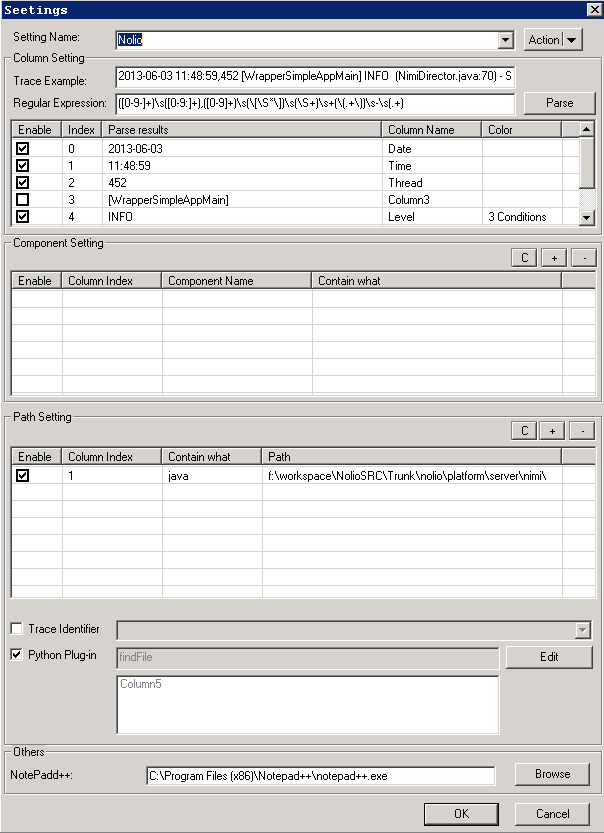 Seetings
Setting Name: Nolio Action
Column Setting
Trace Example: 2013-06-03 11:48:59,452 [WrapperSimpleAppMain] INFO (NimiDirector.java:70) - S
Regular Expression: ([0-9-]+)\s([0-9:]+),([0-9]+)\s(\[\S*\])\s(\S+)\s+(\(.+\))\s-\s(.+) Parse
Enable Index Parse results Column Name Color
0 2013-06-03 Date
1 11:48:59 Time
2 452 Thread
3 [WrapperSimpleAppMain] Column3
4 INFO Level 3 Conditions
Component Setting
C + -
Enable Column Index Component Name Contain what
Path Setting
C + -
Enable Column Index Contain what Path
1 java f:\workspace\NolioSRC\Trunk\nolio\platform\server\nimi\
Trace Identifier
Python Plug-in findFile Edit
Column5
Others
NotePadd++: C:\Program Files (x86)\Notepad++\notepad++.exe Browse
OK Cancel